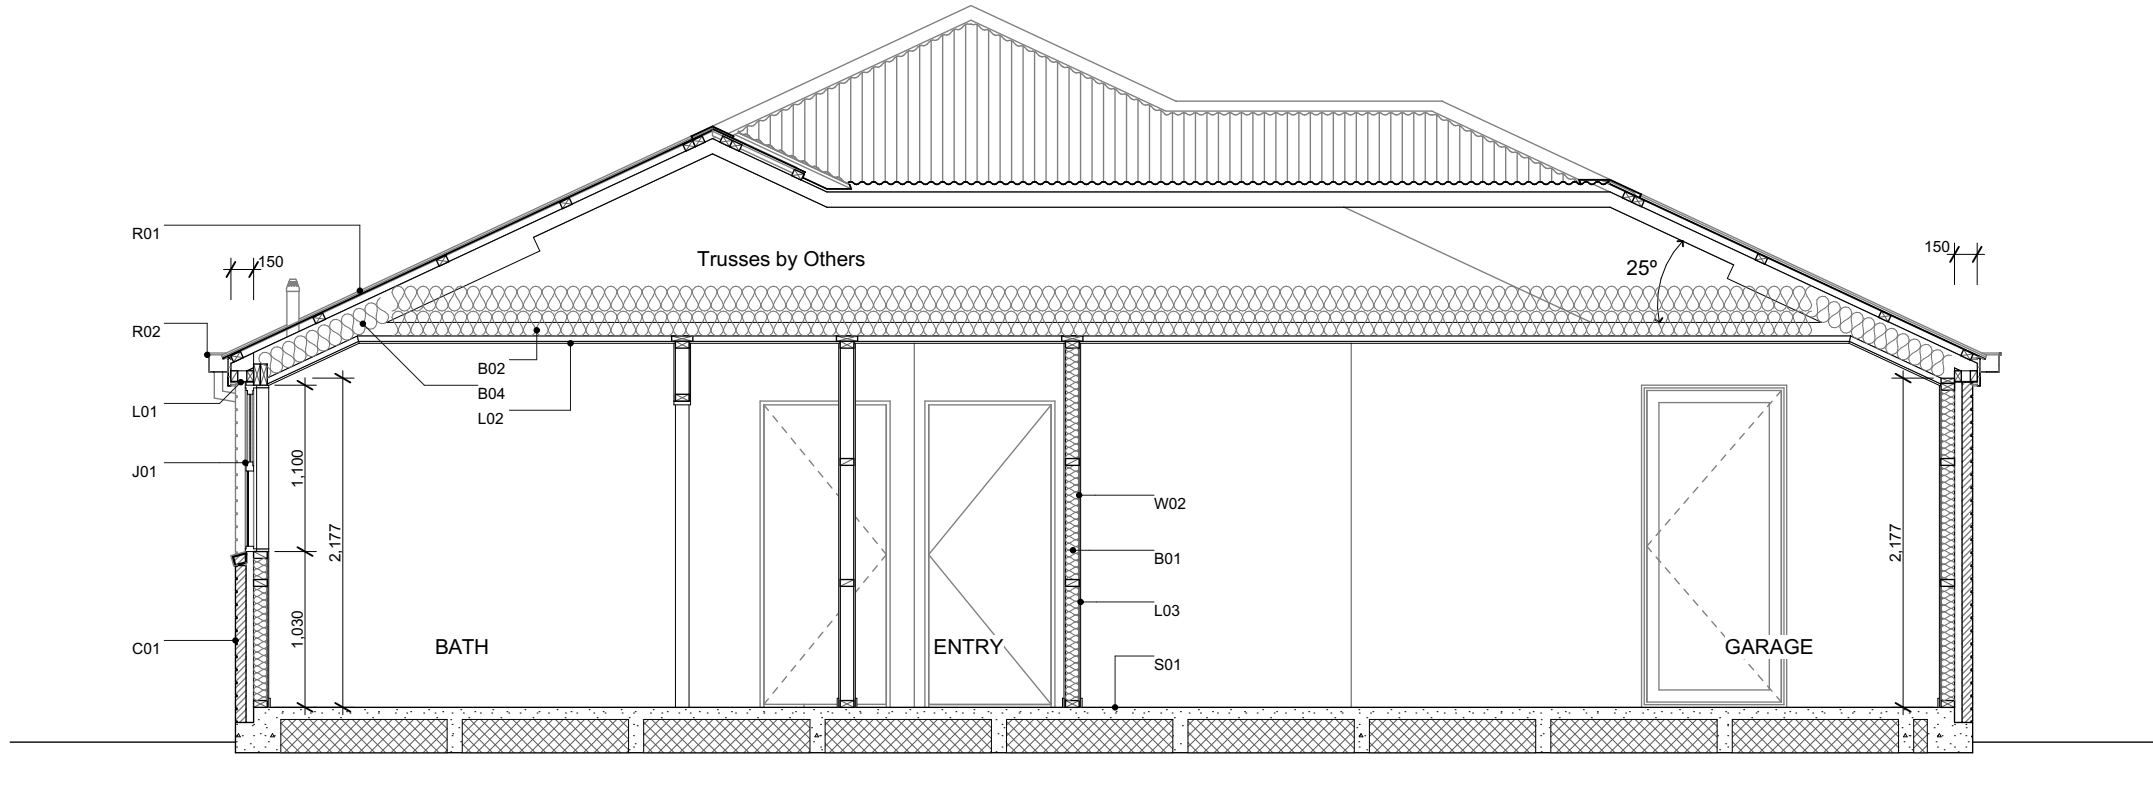 R01
150
R02
L01
J01
C01
Trusses by Others
25º
150
B02
B04
L02
1,100
2,177
1,030
W02
B01
L03
S01
2,177
BATH
ENTRY
GARAGE